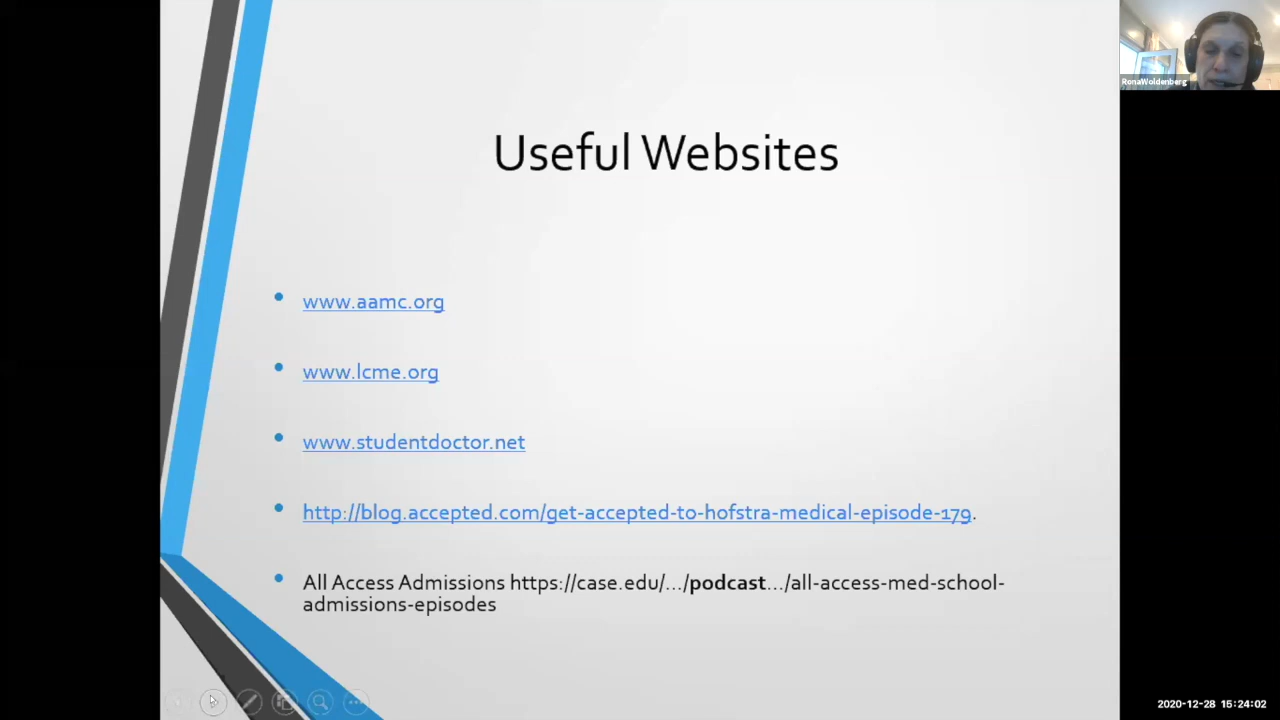 RonaWoldenberg
Useful Websites
www.aamc.org
www.lcme.org
www.studentdoctor.net
http://blog.accepted.com/get-accepted-to-hofstra-medical-episode-179.
All Access Admissions https://case.edu/.../podcast.../all-access-med-school-
admissions-episodes
2020-12-28 15:24:02